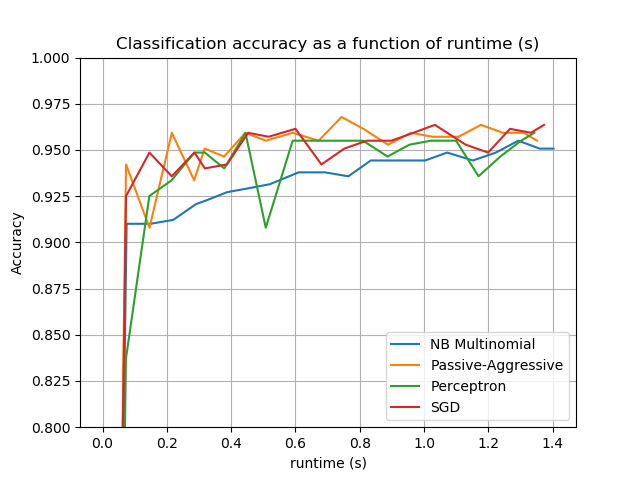 Classification accuracy as a function of runtime (s)
1.000
0.975
0.950
0.925
0.900
0.875
0.850
0.825
0.800
Accuracy
NB Multinomial
Passive-Aggressive
Perceptron
SGD
0.0 0.2 0.4 0.6 0.8 1.0 1.2 1.4
runtime (s)